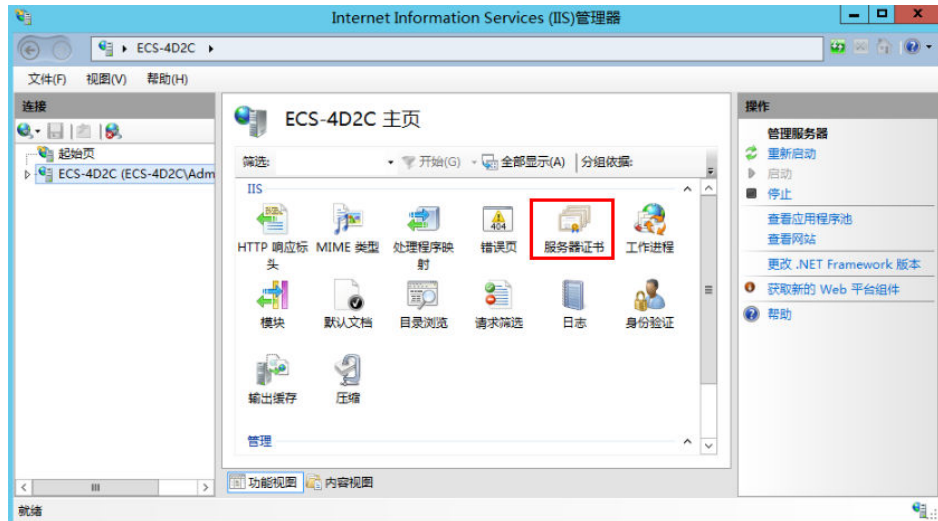 Internet Information Services (IIS)管理器
ECS-4D2C
文件(F) 视图(V) 帮助(H)
连接
起始页
ECS-4D2C (ECS-4D2C\Adm
ECS-4D2C 主页
筛选: 开始(G) 全部显示(A) 分组依据:
IIS
HTTP 响应标头
MIME 类型
处理程序映射
404
错误页
服务器证书
工作进程
模块
默认文档
目录浏览
请求筛选
日志
身份验证
输出缓存
压缩
管理
功能视图 内容视图
操作
管理服务器
重新启动
启动
停止
查看应用程序池
查看网站
更改 .NET Framework 版本
获取新的 Web 平台组件
帮助
就绪